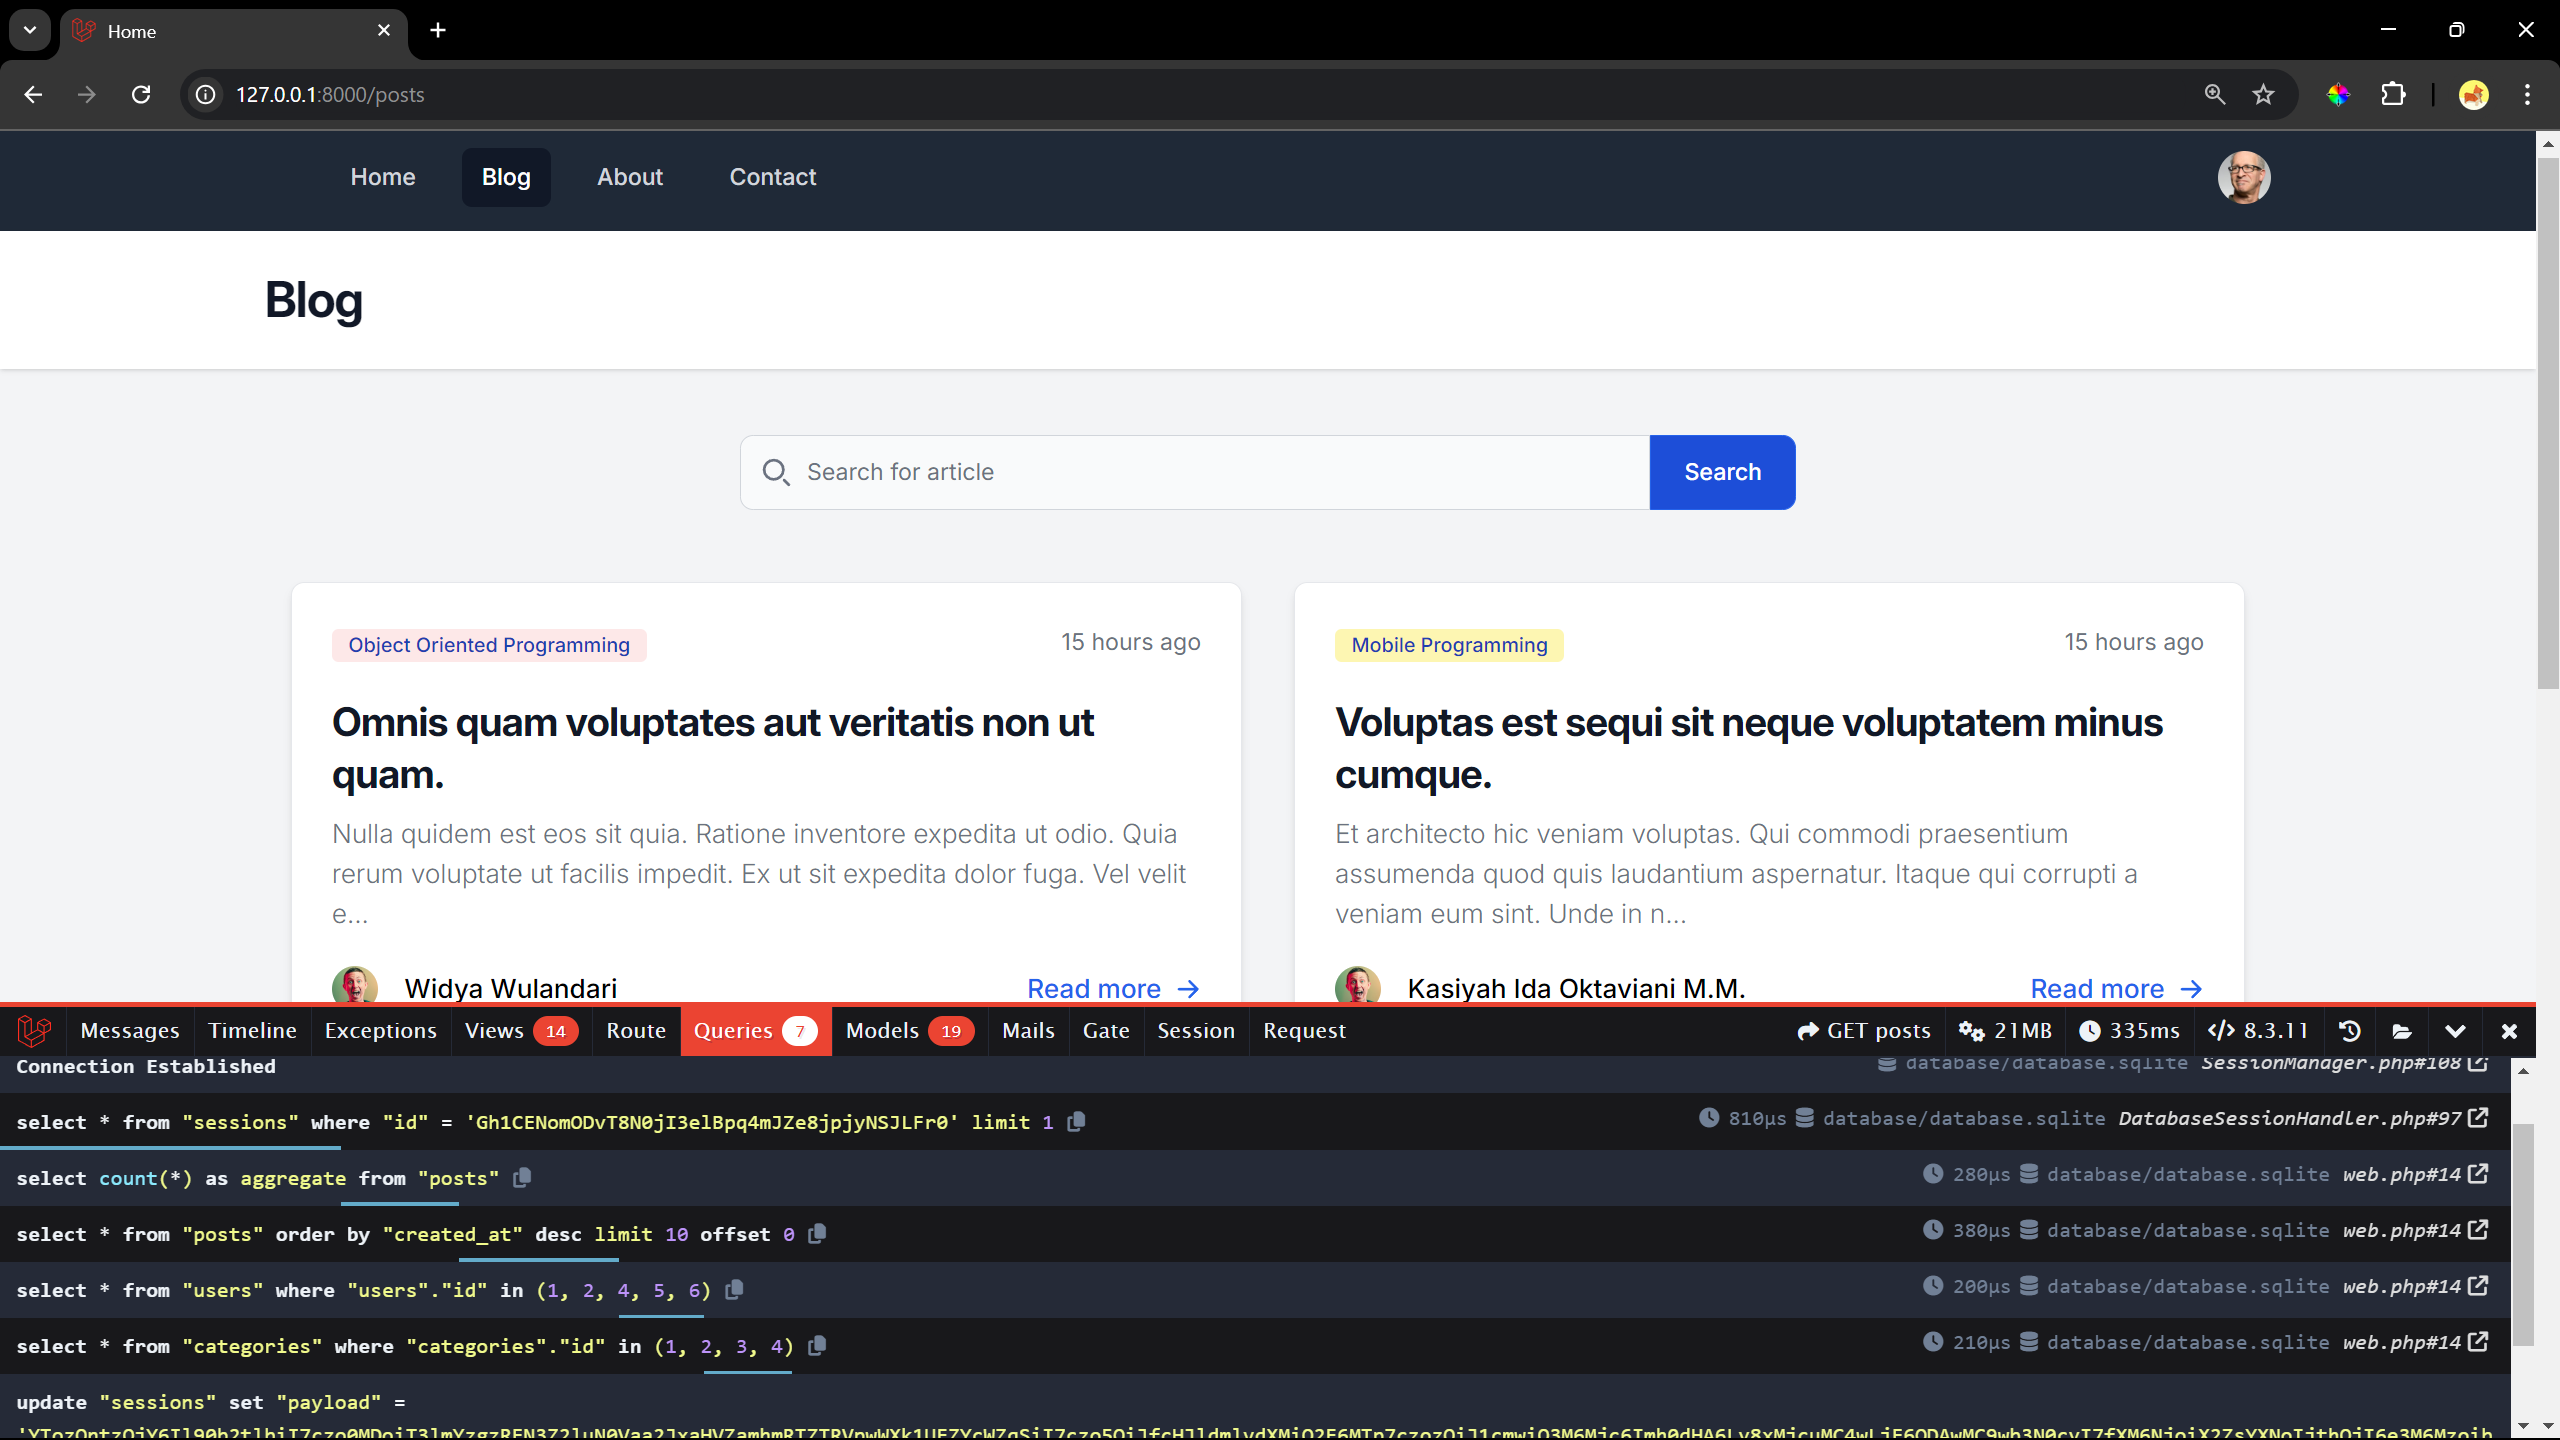 Home
127.0.0.1:8000/posts
Home Blog About Contact
Blog
Search for article Search
Object Oriented Programming 15 hours ago
Omnis quam voluptates aut veritatis non ut
quam.
Nulla quidem est eos sit quia. Ratione inventore expedita ut odio. Quia
rerum voluptate ut facilis impedit. Ex ut sit expedita dolor fuga. Vel velit
e...
Widya Wulandari Read more →
Mobile Programming 15 hours ago
Voluptas est sequi sit neque voluptatem minus
cumque.
Et architecto hic veniam voluptas. Qui commodi praesentium
assumenda quod quis laudantium aspernatur. Itaque qui corrupti a
veniam eum sint. Unde in n...
Kasiyah Ida Oktaviani M.M. Read more →
Messages Timeline Exceptions Views 14 Route Queries 7 Models 19 Mails Gate Session Request GET posts 21MB 335ms </> 8.3.11
Connection Established database/database.sqlite SessionManager.php#108
select * from "sessions" where "id" = 'Gh1CENomODvT8N0jI3elBpq4mJZe8jpjyNSJLFr0' limit 1 810μs database/database.sqlite DatabaseSessionHandler.php#97
select count(*) as aggregate from "posts" 280μs database/database.sqlite web.php#14
select * from "posts" order by "created_at" desc limit 10 offset 0 380μs database/database.sqlite web.php#14
select * from "users" where "users"."id" in (1, 2, 4, 5, 6) 200μs database/database.sqlite web.php#14
select * from "categories" where "categories"."id" in (1, 2, 3, 4) 210μs database/database.sqlite web.php#14
update "sessions" set "payload" =